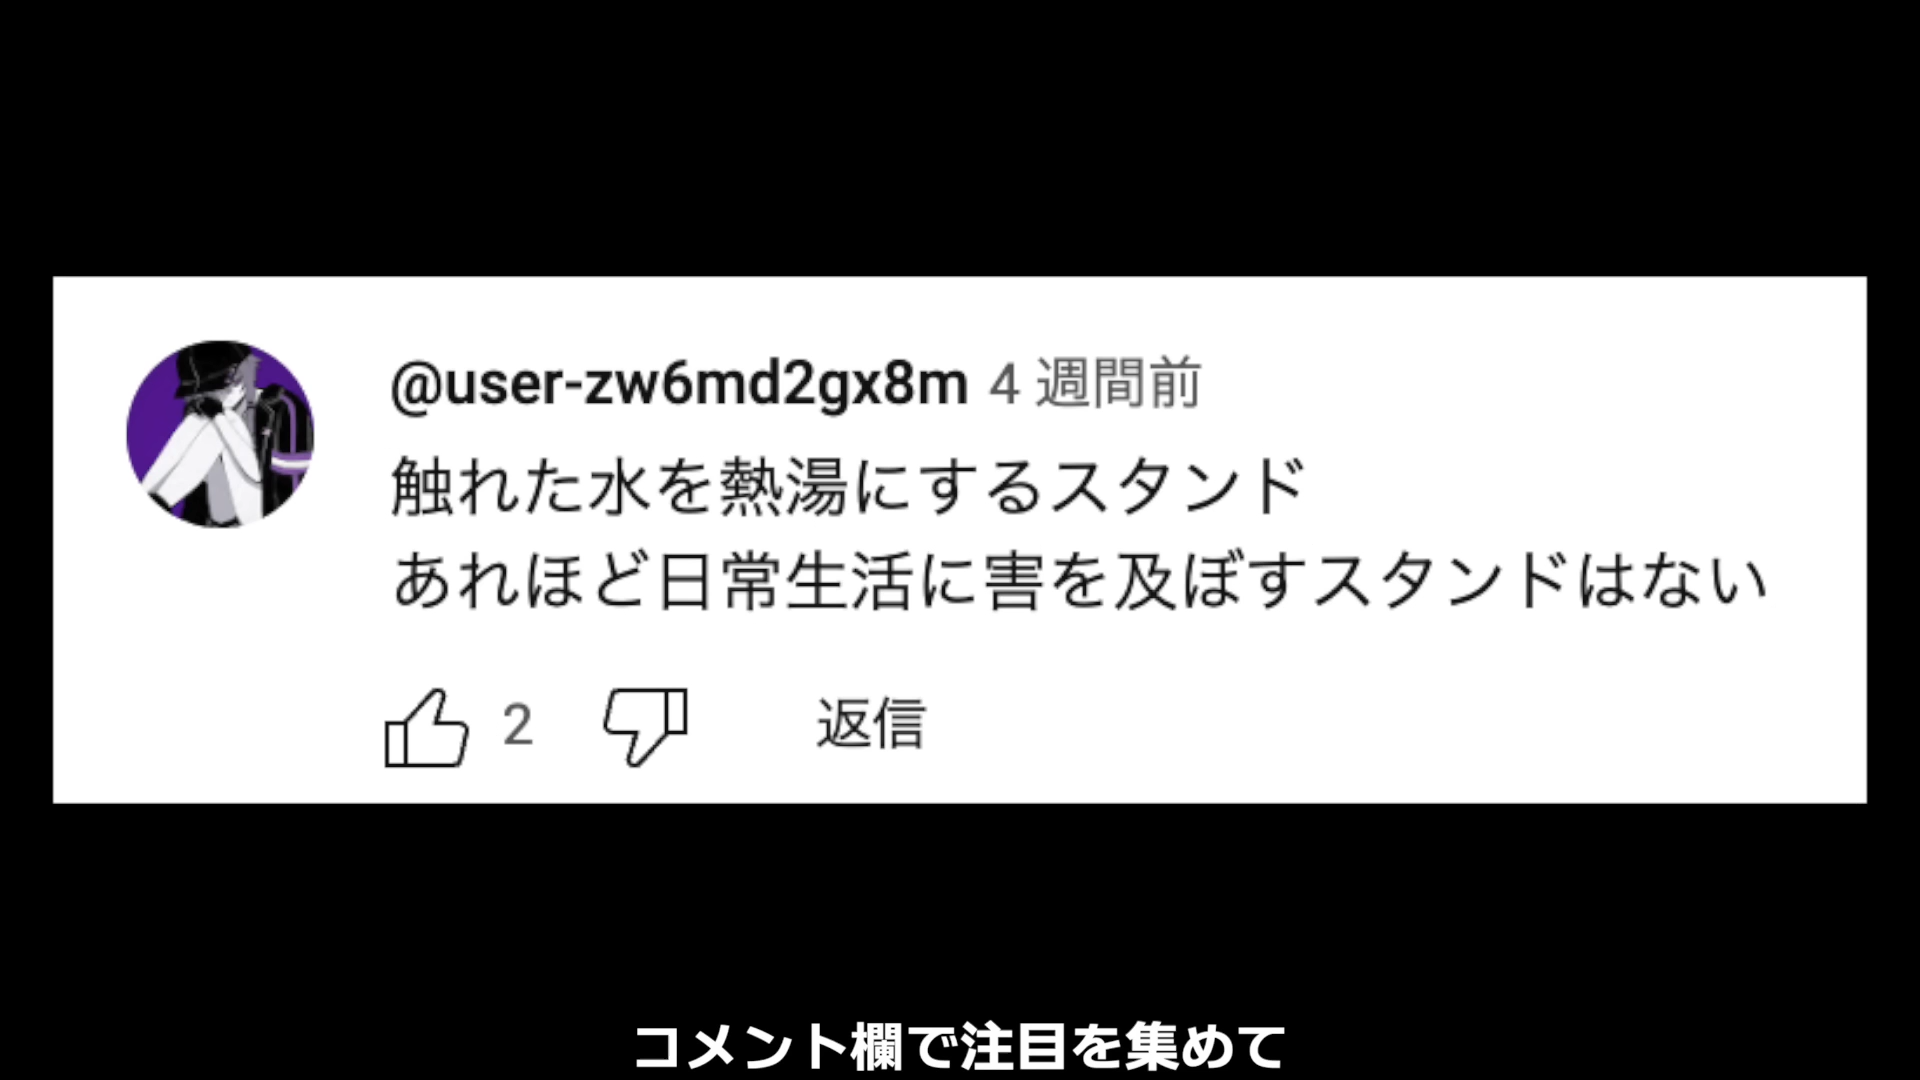 @user-zw6md2gx8m 4 週間前
触れた水を熱湯にするスタンド
あれほど日常生活に害を及ぼすスタンドはない
2 返信
コメント欄で注目を集めて